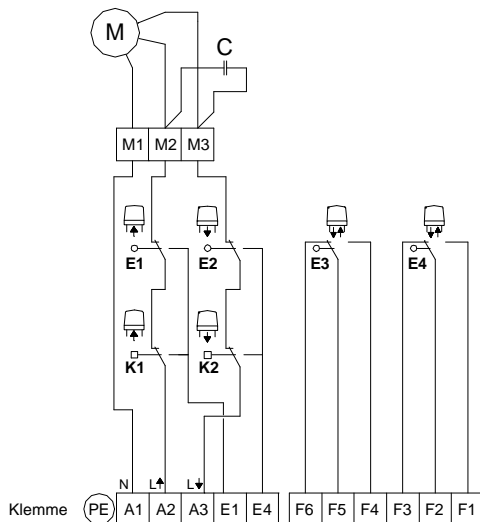 M
C
M1 M2 M3
E1 E2 E3 E4
K1 K2
N L L
Klemme PE A1 A2 A3 E1 E4 F6 F5 F4 F3 F2 F1